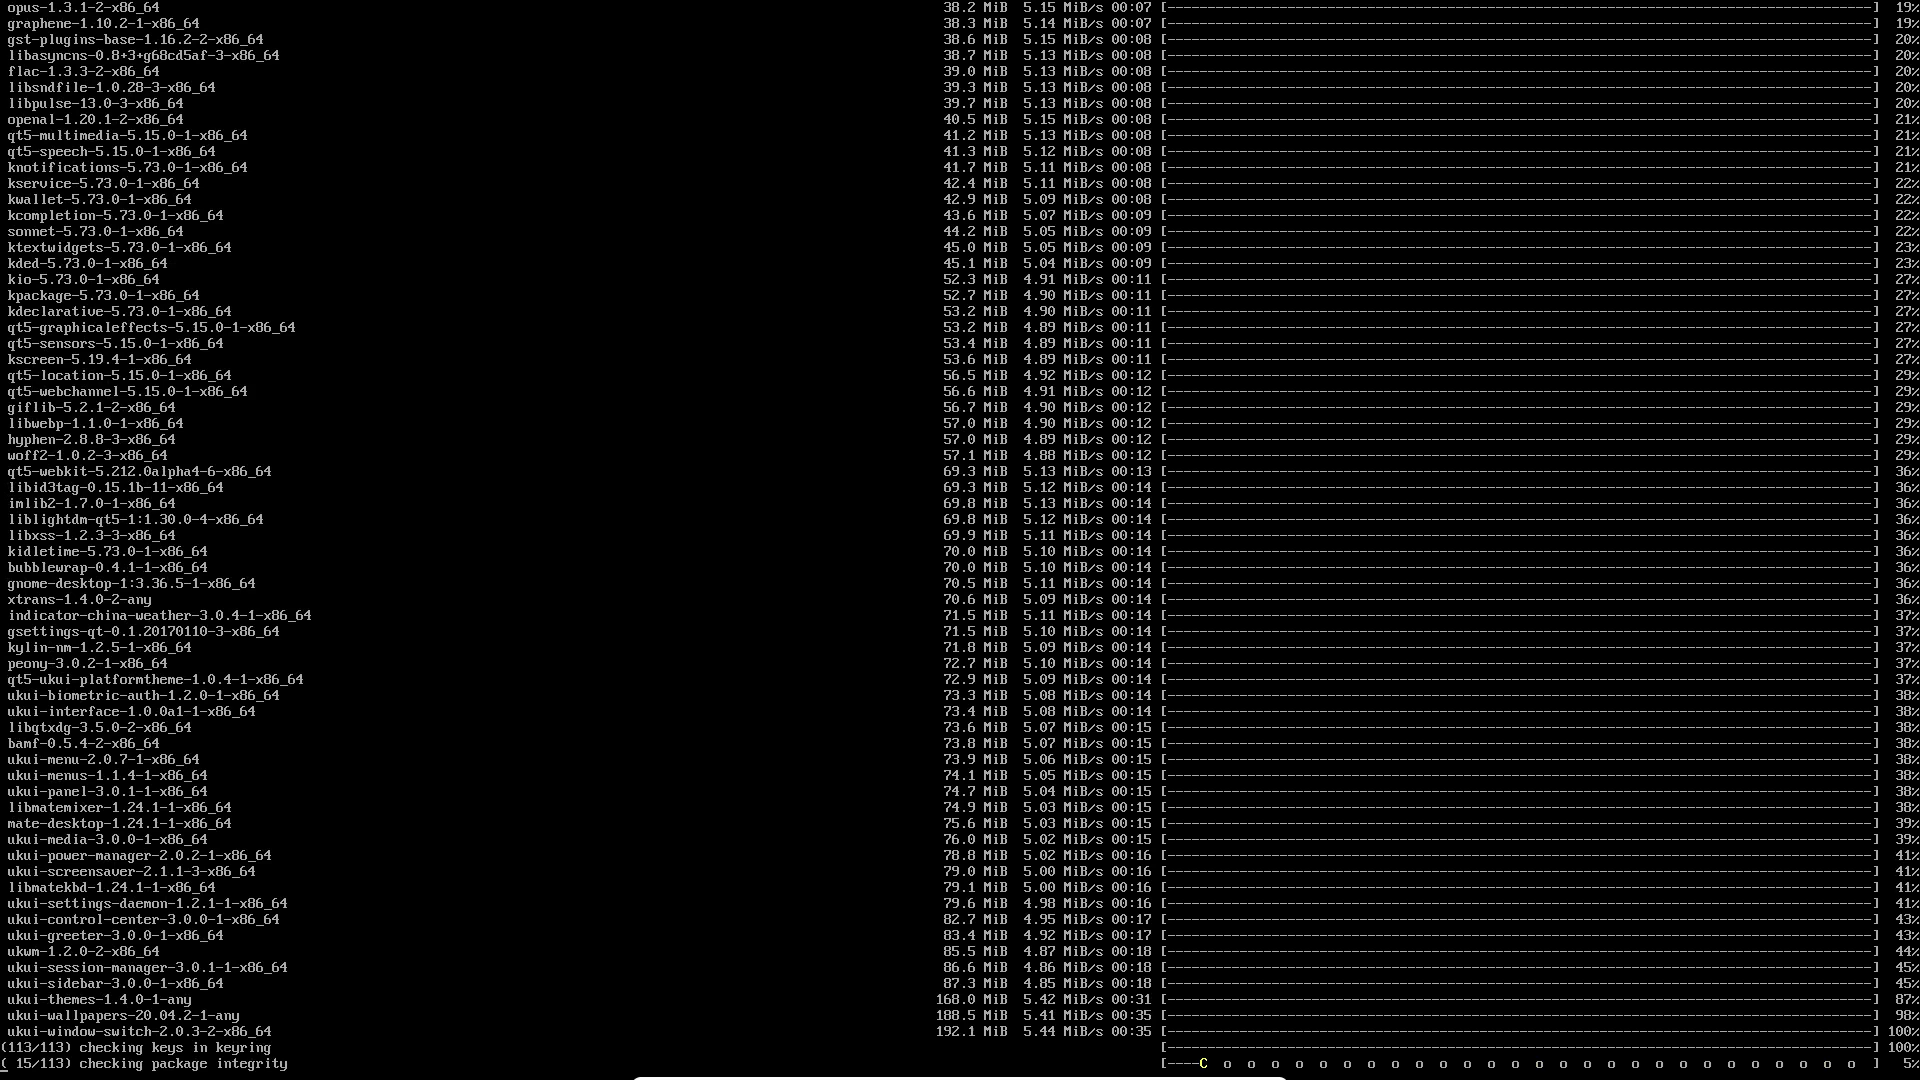 opus-1.3.1-2-x86_64 38.2 MiB 5.15 MiB/s 00:07 [----------------------------------------] 19%
graphene-1.10.2-1-x86_64 38.3 MiB 5.14 MiB/s 00:07 [----------------------------------------] 19%
gst-plugins-base-1.16.2-2-x86_64 38.6 MiB 5.15 MiB/s 00:08 [----------------------------------------] 20%
libasyncns-0.8+3+g68cd5af-3-x86_64 38.7 MiB 5.13 MiB/s 00:08 [----------------------------------------] 20%
flac-1.3.3-2-x86_64 39.0 MiB 5.13 MiB/s 00:08 [----------------------------------------] 20%
libsndfile-1.0.28-3-x86_64 39.3 MiB 5.13 MiB/s 00:08 [----------------------------------------] 20%
libpulse-13.0-3-x86_64 39.7 MiB 5.13 MiB/s 00:08 [----------------------------------------] 20%
openal-1.20.1-2-x86_64 40.5 MiB 5.15 MiB/s 00:08 [----------------------------------------] 21%
qt5-multimedia-5.15.0-1-x86_64 41.2 MiB 5.13 MiB/s 00:08 [----------------------------------------] 21%
qt5-speech-5.15.0-1-x86_64 41.3 MiB 5.12 MiB/s 00:08 [----------------------------------------] 21%
knotifications-5.73.0-1-x86_64 41.7 MiB 5.11 MiB/s 00:08 [----------------------------------------] 21%
kservice-5.73.0-1-x86_64 42.4 MiB 5.11 MiB/s 00:08 [----------------------------------------] 22%
kwallet-5.73.0-1-x86_64 42.9 MiB 5.09 MiB/s 00:08 [----------------------------------------] 22%
kcompletion-5.73.0-1-x86_64 43.6 MiB 5.07 MiB/s 00:09 [----------------------------------------] 22%
sonnet-5.73.0-1-x86_64 44.2 MiB 5.05 MiB/s 00:09 [----------------------------------------] 22%
ktextwidgets-5.73.0-1-x86_64 45.0 MiB 5.05 MiB/s 00:09 [----------------------------------------] 23%
kded-5.73.0-1-x86_64 45.1 MiB 5.04 MiB/s 00:09 [----------------------------------------] 23%
kio-5.73.0-1-x86_64 52.3 MiB 4.91 MiB/s 00:11 [----------------------------------------] 27%
kpackage-5.73.0-1-x86_64 52.7 MiB 4.90 MiB/s 00:11 [----------------------------------------] 27%
kdeclarative-5.73.0-1-x86_64 53.2 MiB 4.90 MiB/s 00:11 [----------------------------------------] 27%
qt5-graphicaleffects-5.15.0-1-x86_64 53.2 MiB 4.89 MiB/s 00:11 [----------------------------------------] 27%
qt5-sensors-5.15.0-1-x86_64 53.4 MiB 4.89 MiB/s 00:11 [----------------------------------------] 27%
kscreen-5.19.4-1-x86_64 53.6 MiB 4.89 MiB/s 00:11 [----------------------------------------] 27%
qt5-location-5.15.0-1-x86_64 56.5 MiB 4.92 MiB/s 00:12 [----------------------------------------] 29%
qt5-webchannel-5.15.0-1-x86_64 56.6 MiB 4.91 MiB/s 00:12 [----------------------------------------] 29%
giflib-5.2.1-2-x86_64 56.7 MiB 4.90 MiB/s 00:12 [----------------------------------------] 29%
libwebp-1.1.0-1-x86_64 57.0 MiB 4.90 MiB/s 00:12 [----------------------------------------] 29%
hyphen-2.8.8-3-x86_64 57.0 MiB 4.89 MiB/s 00:12 [----------------------------------------] 29%
woff2-1.0.2-3-x86_64 57.1 MiB 4.88 MiB/s 00:12 [----------------------------------------] 29%
qt5-webkit-5.212.0alpha4-6-x86_64 69.3 MiB 5.13 MiB/s 00:13 [----------------------------------------] 36%
libid3tag-0.15.1b-11-x86_64 69.3 MiB 5.12 MiB/s 00:14 [----------------------------------------] 36%
imlib2-1.7.0-1-x86_64 69.8 MiB 5.13 MiB/s 00:14 [----------------------------------------] 36%
liblightdm-qt5-1:1.30.0-4-x86_64 69.8 MiB 5.12 MiB/s 00:14 [----------------------------------------] 36%
libxss-1.2.3-3-x86_64 69.9 MiB 5.11 MiB/s 00:14 [----------------------------------------] 36%
kidletime-5.73.0-1-x86_64 70.0 MiB 5.10 MiB/s 00:14 [----------------------------------------] 36%
bubblewrap-0.4.1-1-x86_64 70.0 MiB 5.10 MiB/s 00:14 [----------------------------------------] 36%
gnome-desktop-1:3.36.5-1-x86_64 70.5 MiB 5.11 MiB/s 00:14 [----------------------------------------] 36%
xtrans-1.4.0-2-any 70.6 MiB 5.09 MiB/s 00:14 [----------------------------------------] 36%
indicator-china-weather-3.0.4-1-x86_64 71.5 MiB 5.11 MiB/s 00:14 [----------------------------------------] 37%
gsettings-qt-0.1.20170110-3-x86_64 71.5 MiB 5.10 MiB/s 00:14 [----------------------------------------] 37%
kylin-nm-1.2.5-1-x86_64 71.8 MiB 5.09 MiB/s 00:14 [----------------------------------------] 37%
peony-3.0.2-1-x86_64 72.7 MiB 5.10 MiB/s 00:14 [----------------------------------------] 37%
qt5-ukui-platformtheme-1.0.4-1-x86_64 72.9 MiB 5.09 MiB/s 00:14 [----------------------------------------] 37%
ukui-biometric-auth-1.2.0-1-x86_64 73.3 MiB 5.08 MiB/s 00:14 [----------------------------------------] 38%
ukui-interface-1.0.0a1-1-x86_64 73.4 MiB 5.08 MiB/s 00:14 [----------------------------------------] 38%
libqtxdg-3.5.0-2-x86_64 73.6 MiB 5.07 MiB/s 00:15 [----------------------------------------] 38%
bamf-0.5.4-2-x86_64 73.8 MiB 5.07 MiB/s 00:15 [----------------------------------------] 38%
ukui-menu-2.0.7-1-x86_64 73.9 MiB 5.06 MiB/s 00:15 [----------------------------------------] 38%
ukui-menus-1.1.4-1-x86_64 74.1 MiB 5.05 MiB/s 00:15 [----------------------------------------] 38%
ukui-panel-3.0.1-1-x86_64 74.7 MiB 5.04 MiB/s 00:15 [----------------------------------------] 38%
libmatemixer-1.24.1-1-x86_64 74.9 MiB 5.03 MiB/s 00:15 [----------------------------------------] 38%
mate-desktop-1.24.1-1-x86_64 75.6 MiB 5.03 MiB/s 00:15 [----------------------------------------] 39%
ukui-media-3.0.0-1-x86_64 76.0 MiB 5.02 MiB/s 00:15 [----------------------------------------] 39%
ukui-power-manager-2.0.2-1-x86_64 78.8 MiB 5.02 MiB/s 00:16 [----------------------------------------] 41%
ukui-screensaver-2.1.1-3-x86_64 79.0 MiB 5.00 MiB/s 00:16 [----------------------------------------] 41%
libmatekbd-1.24.1-1-x86_64 79.1 MiB 5.00 MiB/s 00:16 [----------------------------------------] 41%
ukui-settings-daemon-1.2.1-1-x86_64 79.6 MiB 4.98 MiB/s 00:16 [----------------------------------------] 41%
ukui-control-center-3.0.0-1-x86_64 82.7 MiB 4.95 MiB/s 00:17 [----------------------------------------] 43%
ukui-greeter-3.0.0-1-x86_64 83.4 MiB 4.92 MiB/s 00:17 [----------------------------------------] 43%
ukwm-1.2.0-2-x86_64 85.5 MiB 4.87 MiB/s 00:18 [----------------------------------------] 44%
ukui-session-manager-3.0.1-1-x86_64 86.6 MiB 4.86 MiB/s 00:18 [----------------------------------------] 45%
ukui-sidebar-3.0.0-1-x86_64 87.3 MiB 4.85 MiB/s 00:18 [----------------------------------------] 45%
ukui-themes-1.4.0-1-any 168.0 MiB 5.42 MiB/s 00:31 [----------------------------------------] 87%
ukui-wallpapers-20.04.2-1-any 188.5 MiB 5.41 MiB/s 00:35 [----------------------------------------] 98%
ukui-window-switch-2.0.3-2-x86_64 192.1 MiB 5.44 MiB/s 00:35 [----------------------------------------] 100%
(113/113) checking keys in keyring [----------------------------------------] 100%
( 15/113) checking package integrity [----C o o o o o o o o o o o o o o o o o o o o o o o o o o o ] 5%